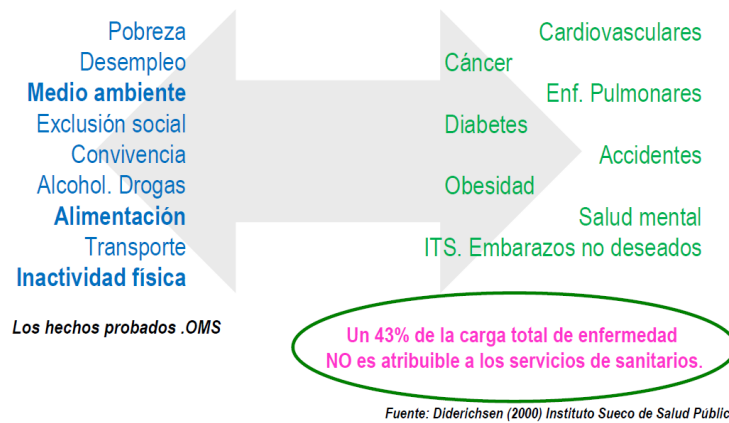 Pobreza
Desempleo
Medio ambiente
Exclusión social
Convivencia
Alcohol. Drogas
Alimentación
Transporte
Inactividad física
Los hechos probados .OMS
Cardiovasculares
Cáncer
Enf. Pulmonares
Diabetes
Accidentes
Obesidad
Salud mental
ITS. Embarazos no deseados
Un 43% de la carga total de enfermedad
NO es atribuible a los servicios de sanitarios.
Fuente: Diderichsen (2000) Instituto Sueco de Salud Públic